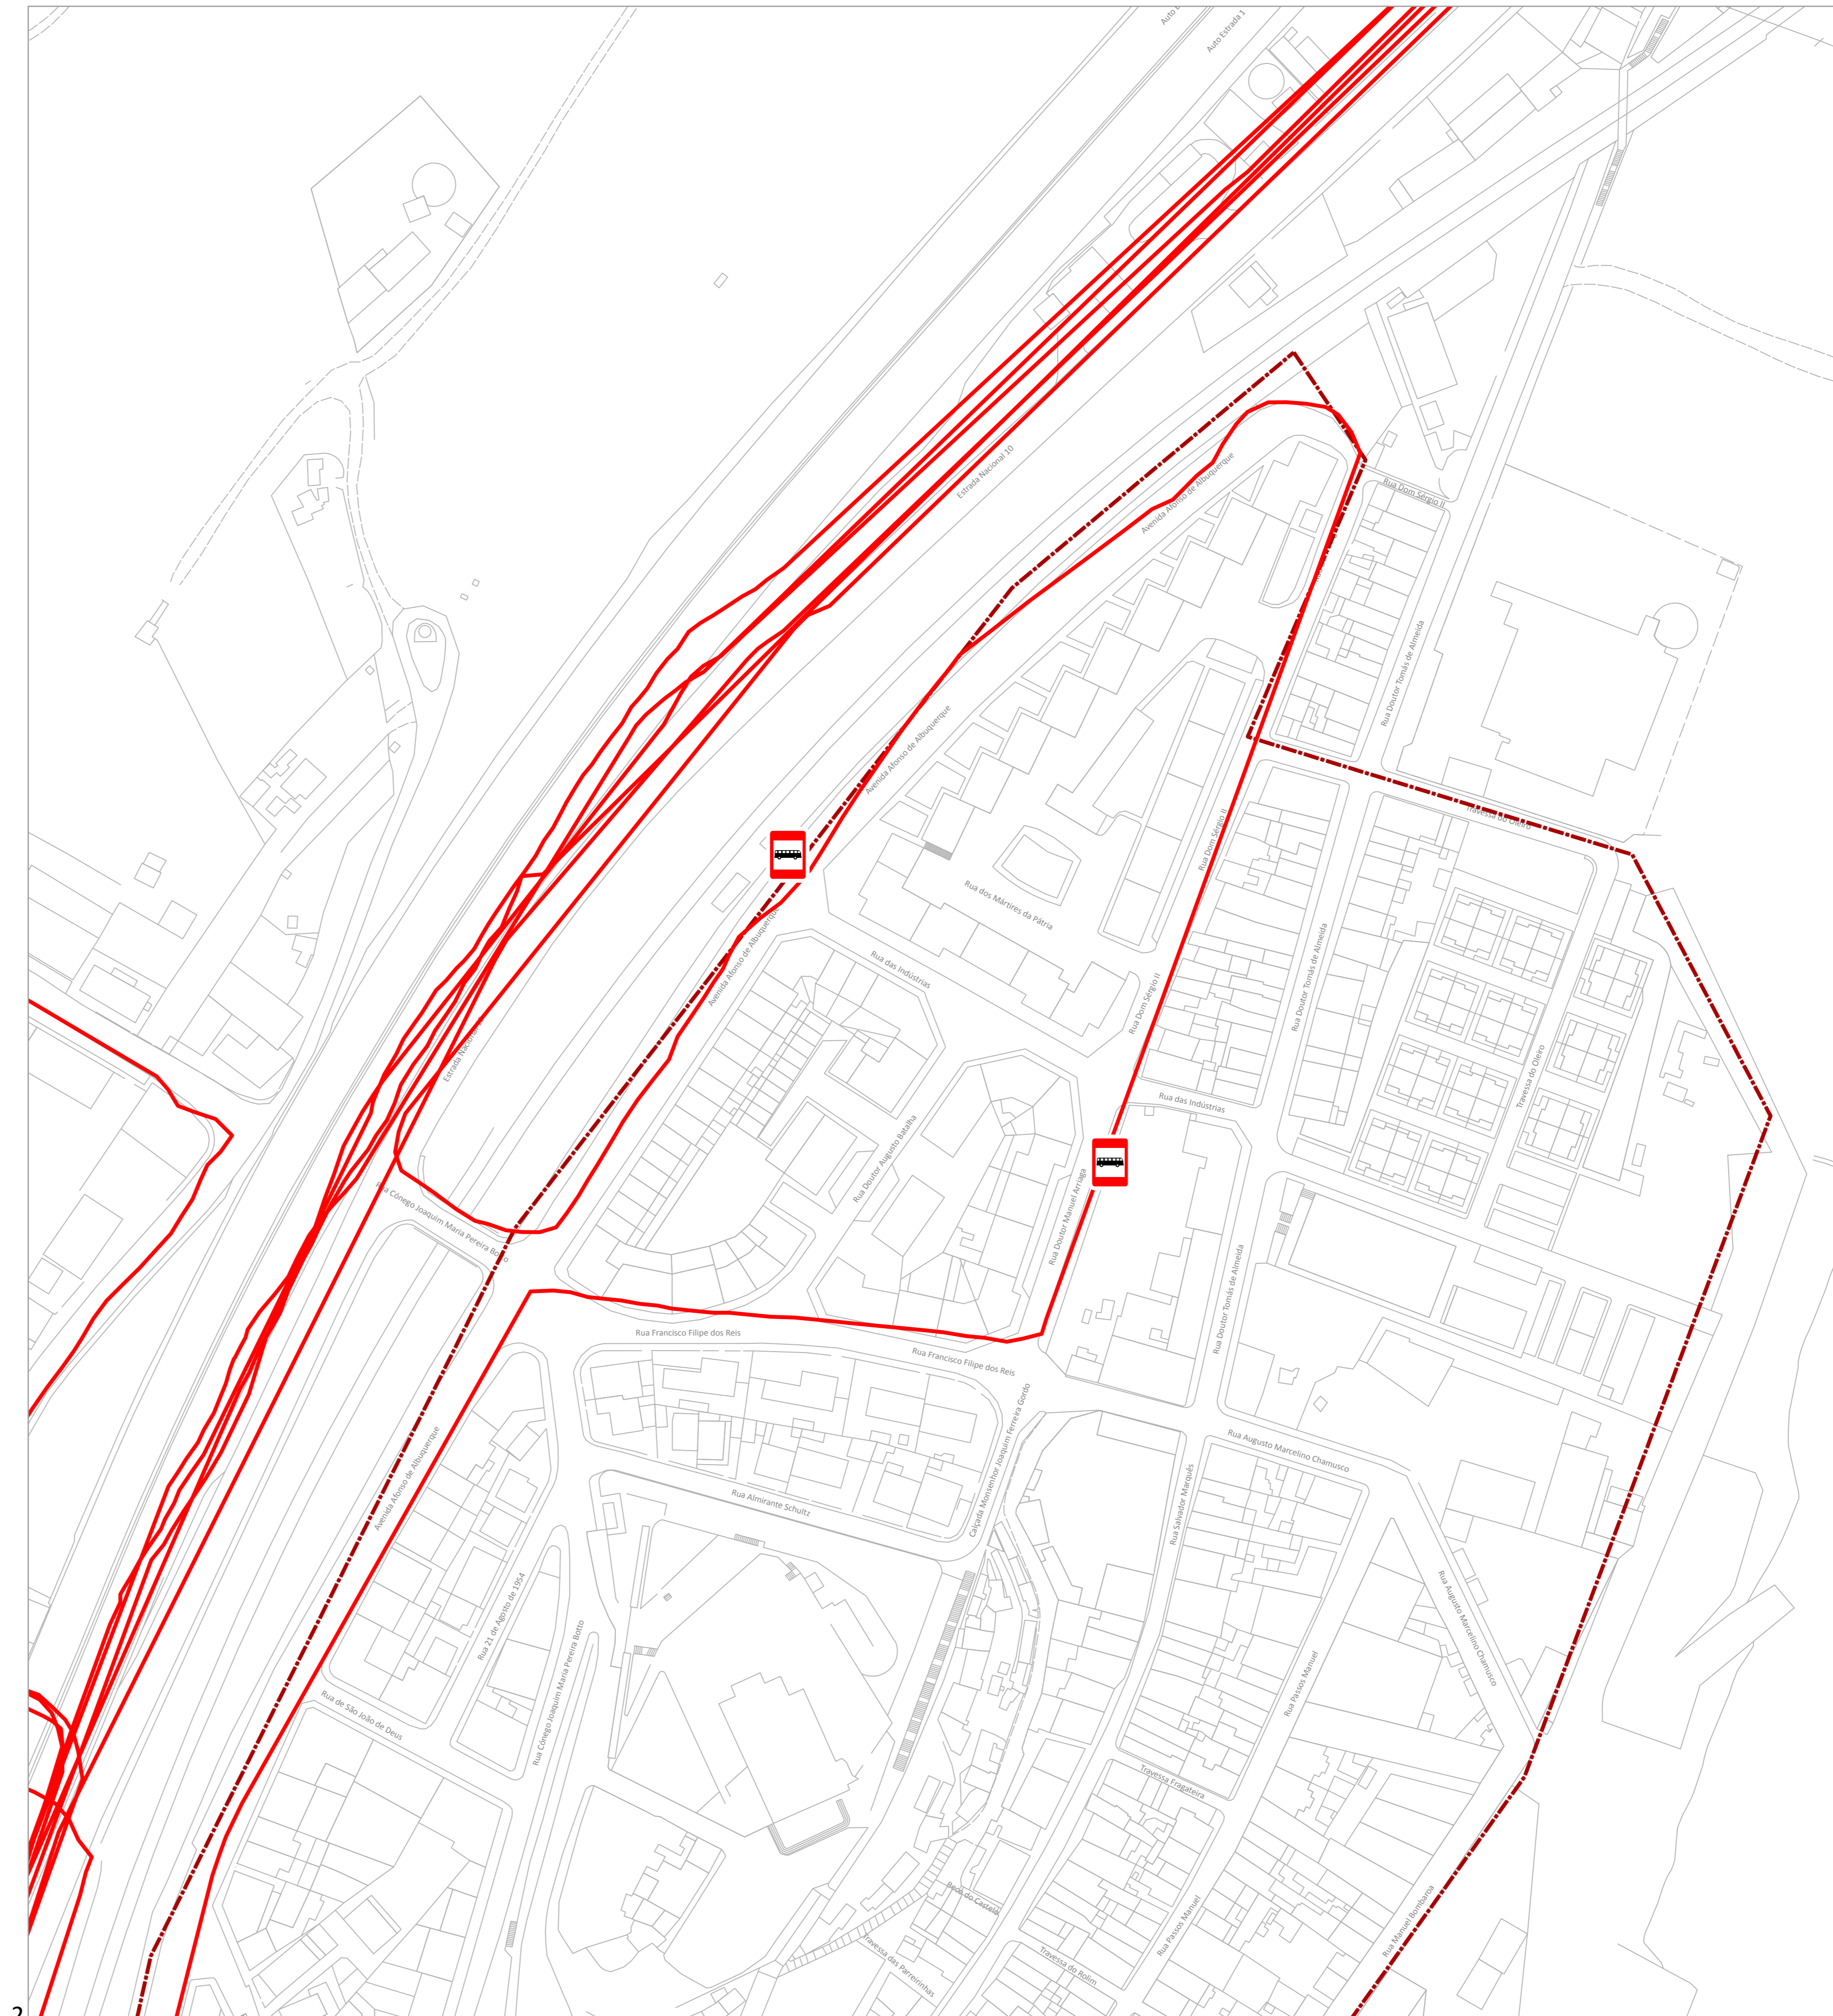 Auto Estrada 1
Estrada Nacional 10
Avenida Afonso de Albuquerque
Rua Dom Sérgio II
Rua Doutor Tomás de Almeida
Avenida Afonso de Albuquerque
Travessa do Oleiro
Rua Dom Sérgio II
Rua dos Mártires da Pátria
Avenida Afonso de Albuquerque
Rua das Indústrias
Rua Doutor Tomás de Almeida
Rua Dom Sérgio II
Estrada Nacional
Travessa do Oleiro
Rua das Indústrias
Rua Doutor Augusto Batalha
Rua Doutor Manuel Arriaga
Rua Cónego Joaquim Maria Pereira Botto
Rua Doutor Tomás de Almeida
Rua Francisco Filipe dos Reis
Rua Francisco Filipe dos Reis
Avenida Afonso de Albuquerque
Calçada Monsenhor Joaquim Ferreira Gordo
Rua Augusto Marcelino Chamusco
Rua Almirante Schultz
Rua Salvador Marquês
Rua 21 de Agosto de 1954
Rua Augusto Marcelino Chamusco
Rua Cónego Joaquim Maria Pereira Botto
Rua Passos Manuel
Rua de São João de Deus
Travessa Fragateira
Beco do Castelo
Rua Passos Manuel
Rua Manuel Bombaroa
Travessa das Parreirinhas
Travessa do Rolim
2